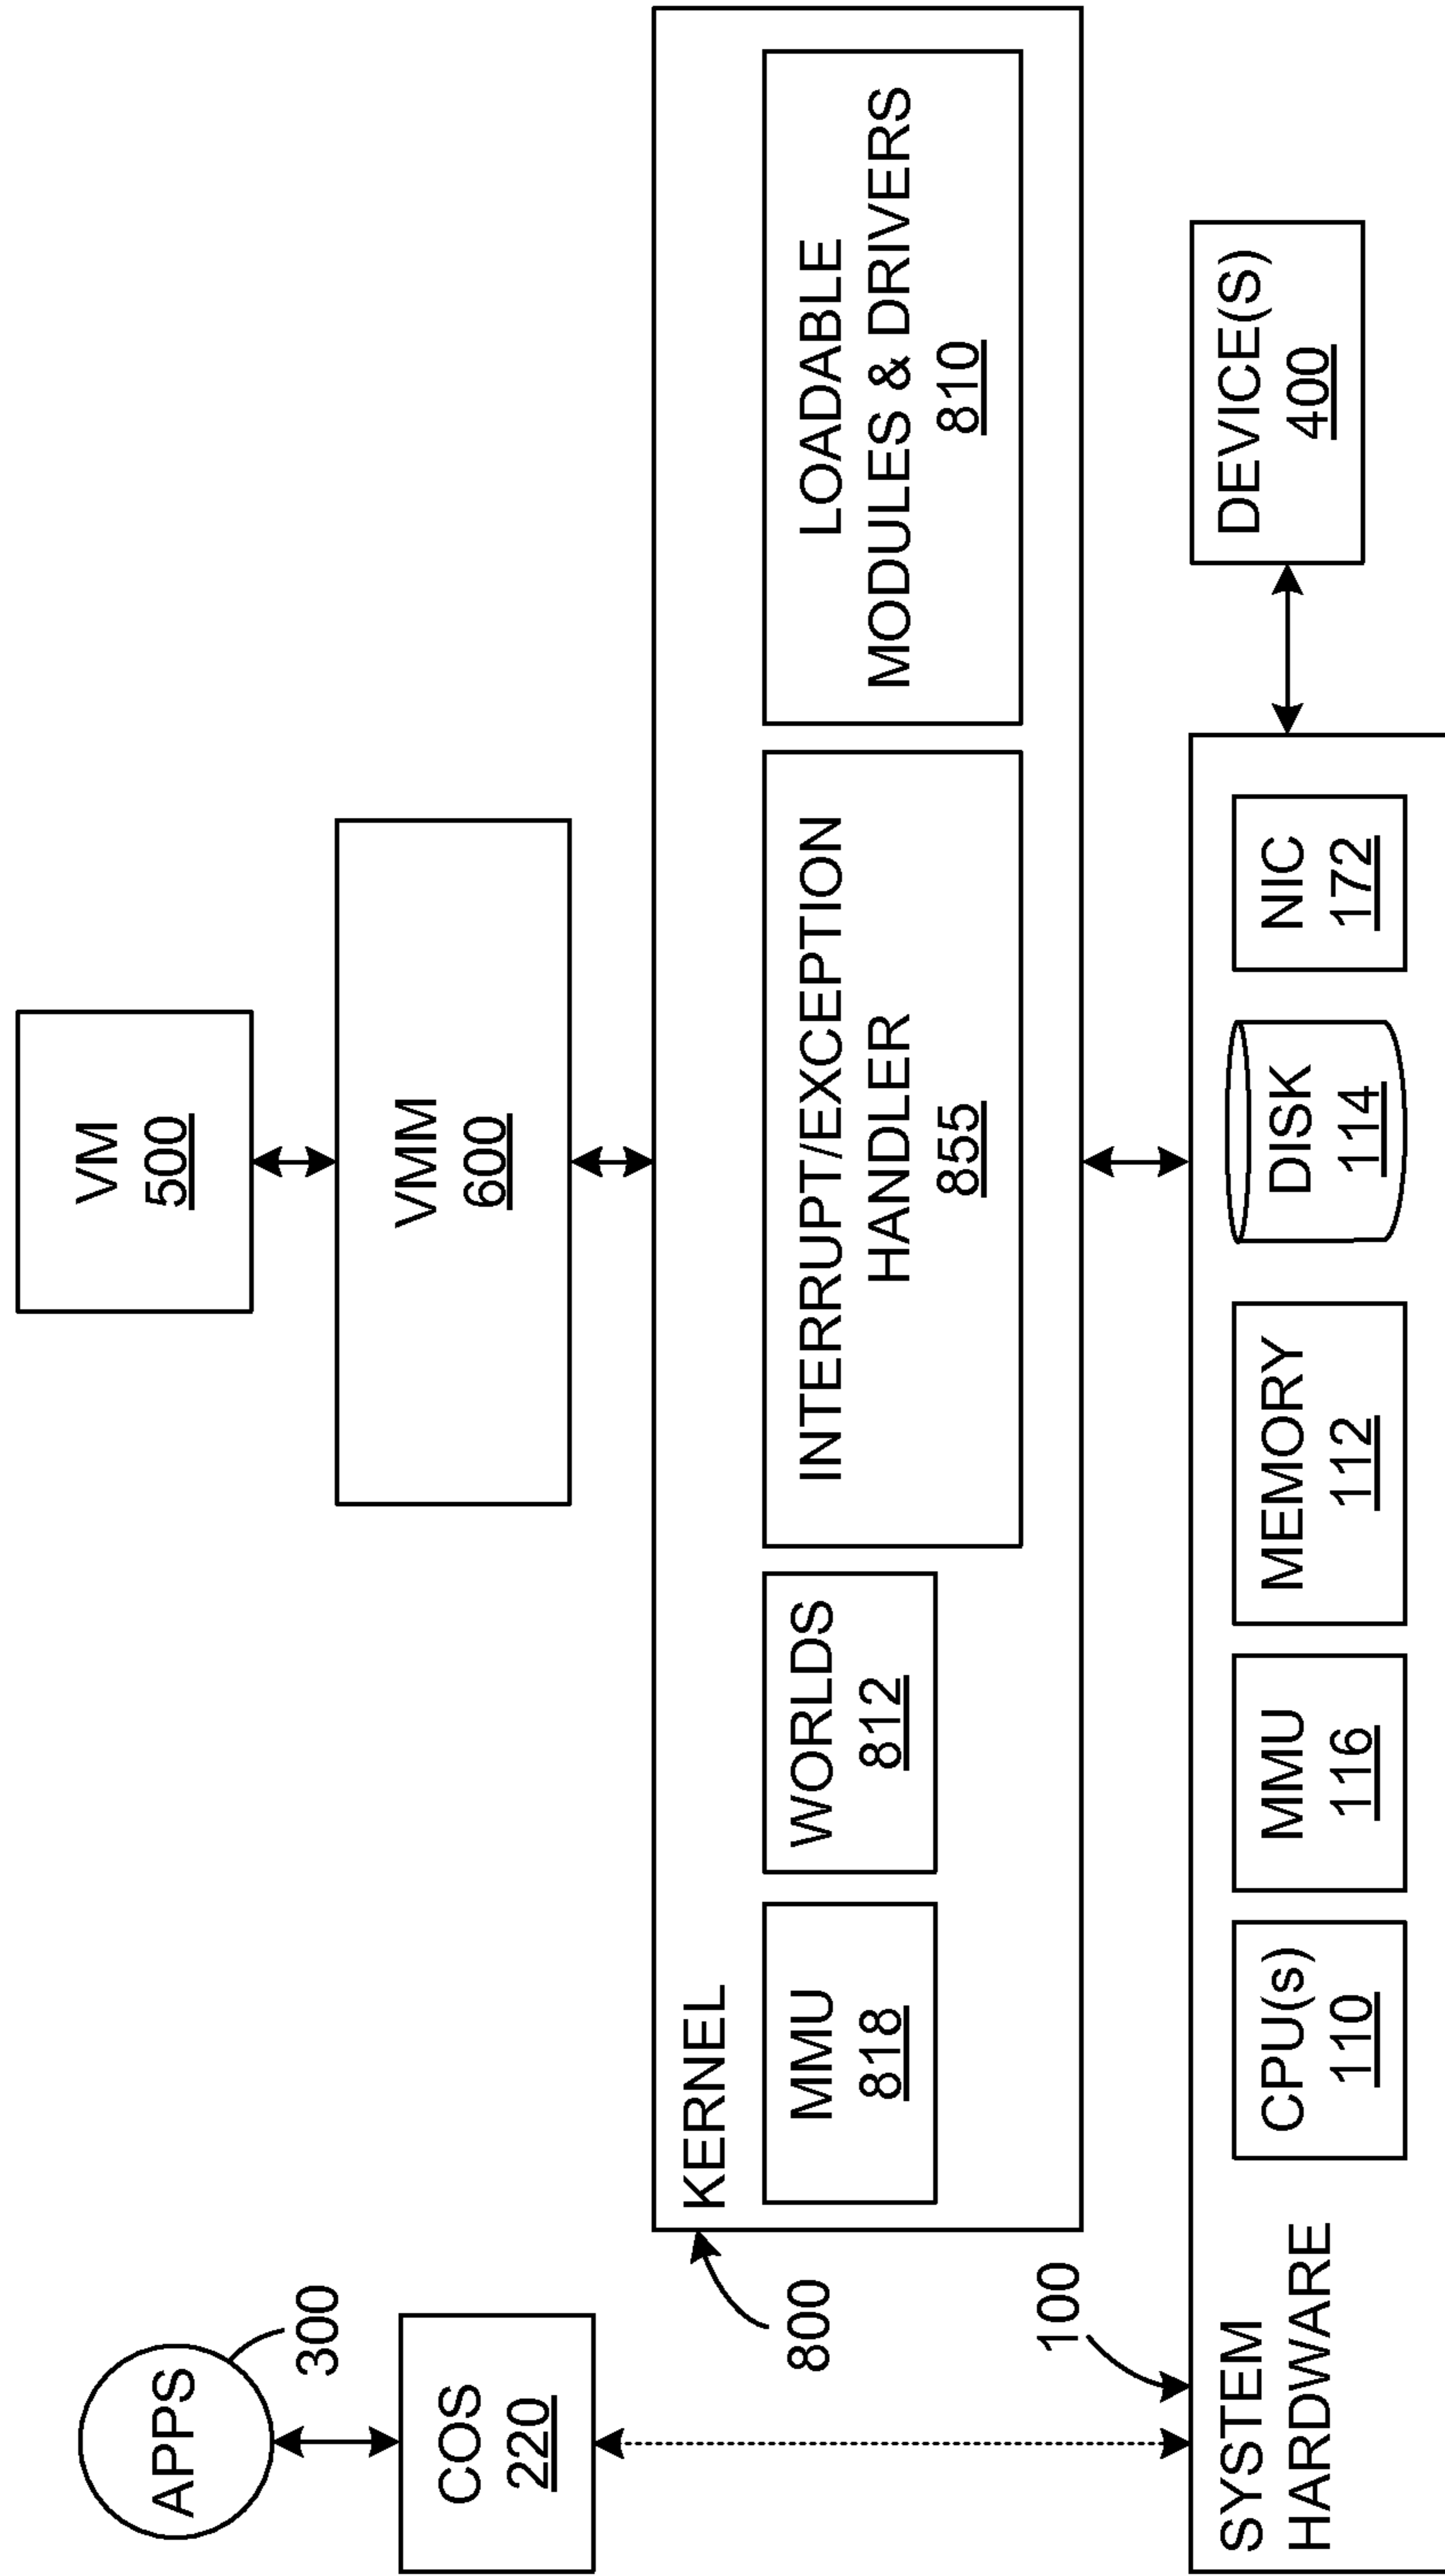 APPS
300
COS
220
VM
500
VMM
600
KERNEL
800
MMU
818
WORLDS
812
INTERRUPT/EXCEPTION
HANDLER
855
LOADABLE
MODULES & DRIVERS
810
100
SYSTEM
HARDWARE
CPU(s)
110
MMU
116
MEMORY
112
DISK
114
NIC
172
DEVICE(S)
400